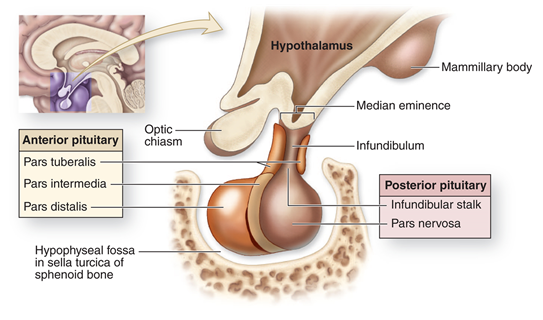 Hypothalamus
Mammillary body
Median eminence
Optic
chiasm
Infundibulum
Anterior pituitary
Pars tuberalis
Pars intermedia
Pars distalis
Posterior pituitary
Infundibular stalk
Pars nervosa
Hypophyseal fossa
in sella turcica of
sphenoid bone